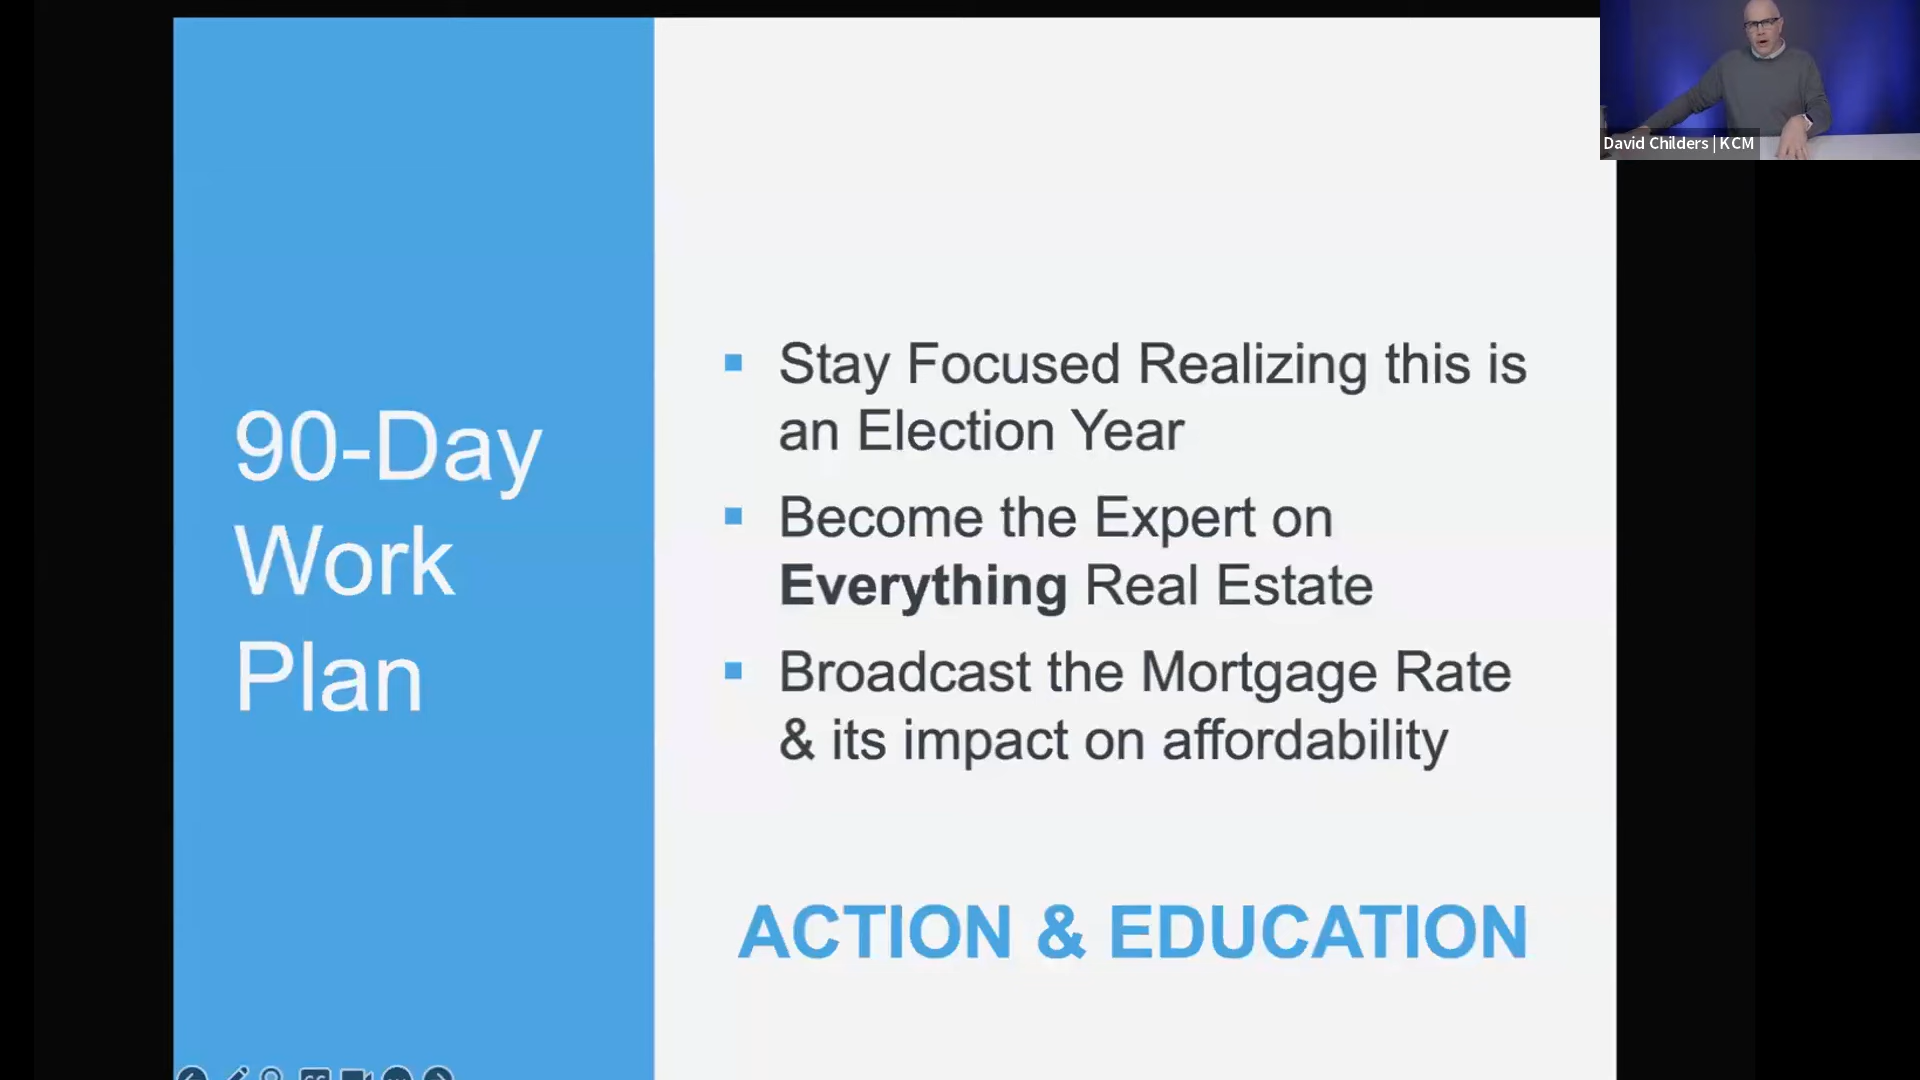 David Childers | KCM
90-Day
Work
Plan
Stay Focused Realizing this is
an Election Year
Become the Expert on
Everything Real Estate
Broadcast the Mortgage Rate
& its impact on affordability
ACTION & EDUCATION